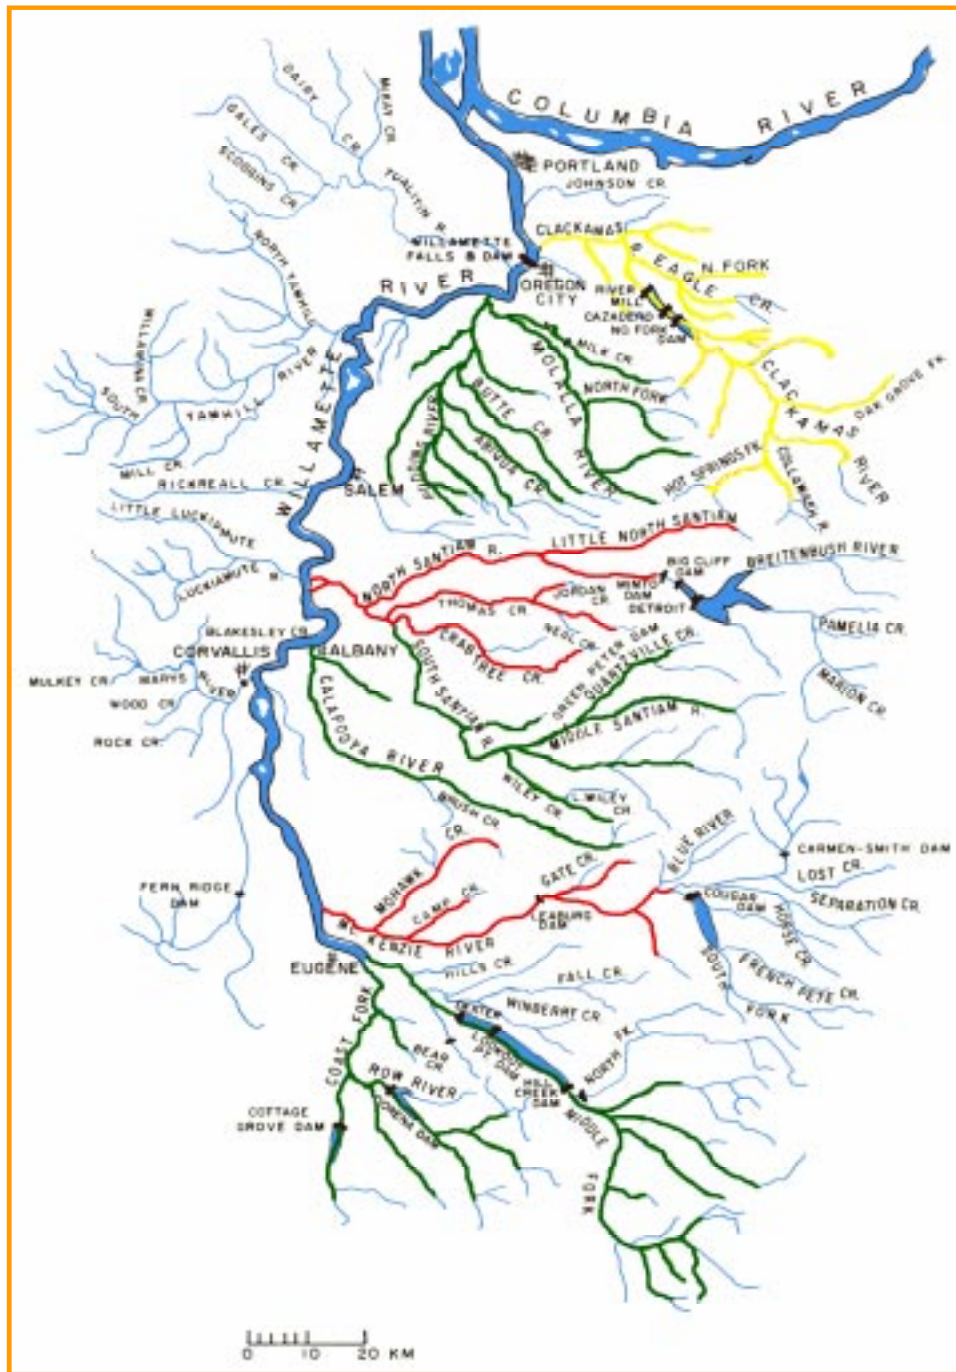 COLUMBIA RIVER
DAIRY CR.
McKAY CR.
GALES CR.
SCOGGINS CR.
TUALITIN R.
PORTLAND
JOHNSON CR.
CLACKAMAS R.
WILLAMETTE
FALLS & DAM
EAGLE CR.
N. FORK
OREGON
CITY
RIVER
MILL
CAZADERO
NO. FORK
DAM
NORTH YAMHILL
WILLAMETTE RIVER
WILLAMINA CR.
SOUTH YAMHILL RIVER
MILK CR.
MOLALLA RIVER
NORTH FORK
BUTTE CR.
ABIQUA CR.
PUDDING RIVER
CLACKAMAS RIVER
OAK GROVE FK.
HOT SPRINGS FK.
COLLAWASH R.
MILL CR.
RICKREALL CR.
SALEM
LITTLE LUCKIAMUTE
LUCKIAMUTE R.
NORTH SANTIAM R.
LITTLE NORTH SANTIAM
BIG CLIFF
DAM
BREITENBUSH RIVER
MINTO
DAM
DETROIT
JORDAN
CR.
THOMAS CR.
NEAL CR.
CRABTREE CR.
PAMELIA CR.
MARION CR.
BLAKESLEY CR.
CORVALLIS
ALBANY
MULKEY CR.
MARYS
RIVER
WOOD CR.
ROCK CR.
SOUTH SANTIAM R.
GREEN PETER DAM
QUARTZVILLE CR.
MIDDLE SANTIAM R.
CALAPOOPA RIVER
WILEY CR.
L. WILEY
CR.
BRUSH CR.
BLUE RIVER
CARMEN-SMITH DAM
LOST CR.
SEPARATION CR.
FERN RIDGE
DAM
MOHAWK CR.
CAMP CR.
GATE CR.
LEABURG
DAM
COUGAR
DAM
HORSE CR.
McKENZIE RIVER
FRENCH PETE CR.
SOUTH FORK
EUGENE
HILLS CR.
FALL CR.
WINBERRY CR.
DEXTER
LOOKOUT
PT. DAM
NORTH FK.
HILL
CREEK
DAM
COAST FORK
BEAR
CR.
ROW RIVER
DORENA DAM
COTTAGE
GROVE DAM
MIDDLE FORK
0 10 20 KM